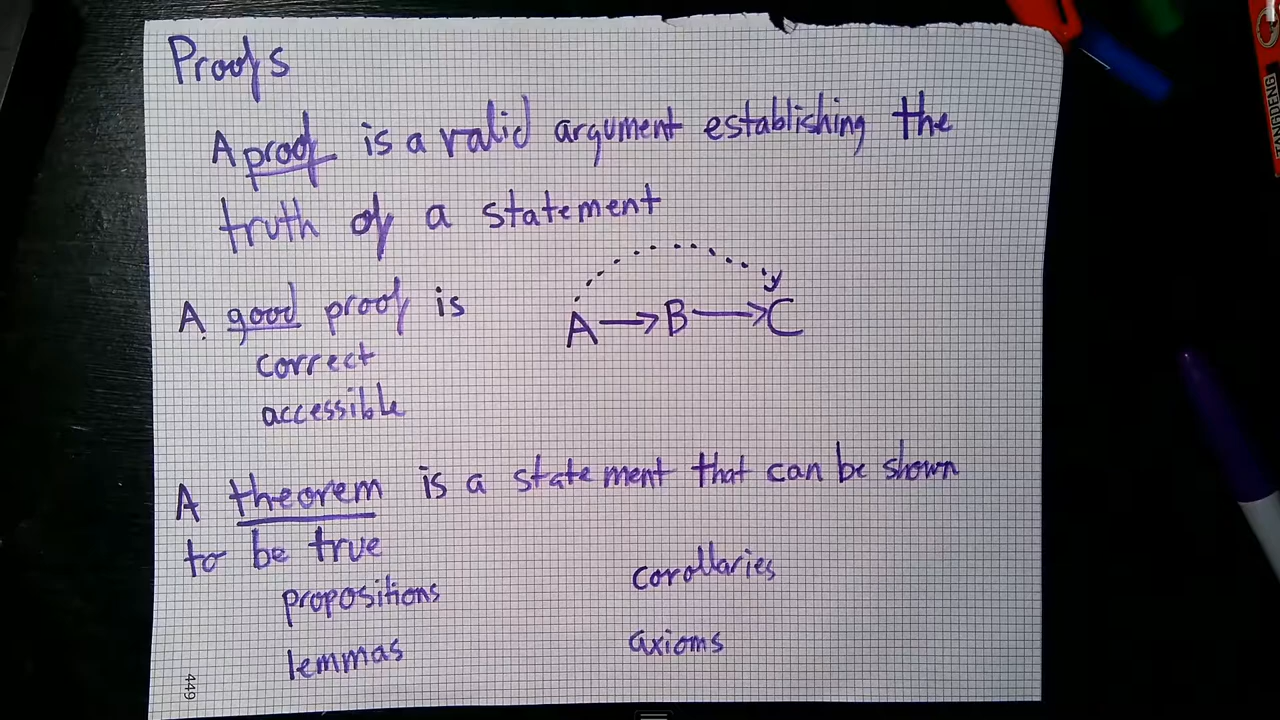 Proofs
A proof is a valid argument establishing the
truth of a statement
A good proof is
correct
accessible
A → B → C
A theorem is a statement that can be shown
to be true
propositions
lemmas
corollaries
axioms
449